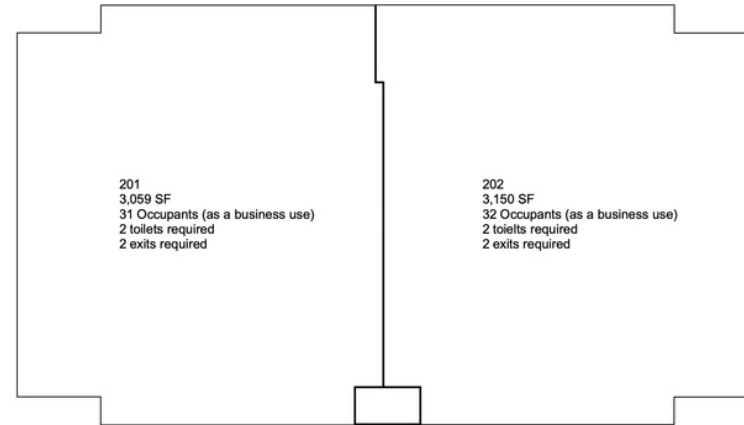 201
3,059 SF
31 Occupants (as a business use)
2 toilets required
2 exits required
202
3,150 SF
32 Occupants (as a business use)
2 toielts required
2 exits required